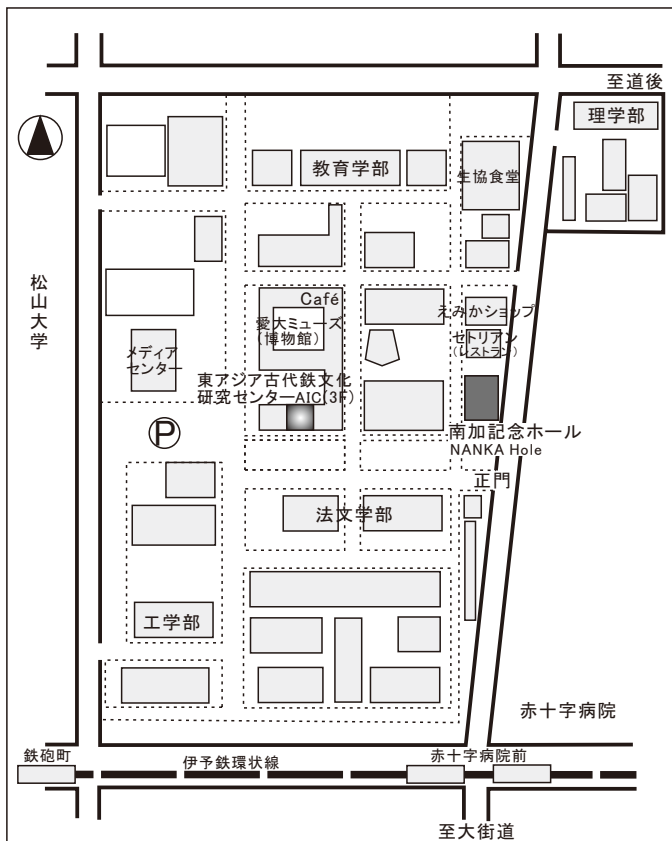 至道後
理学部
教育学部
生協食堂
松
山
大
学
Café
愛大ミューズ
(博物館)
えみかショップ
セトリアン
(レストラン)
メディア
センター
東アジア古代鉄文化
研究センターAIC(3F)
P
南加記念ホール
NANKA Hole
正門
法文学部
工学部
赤十字病院
鉄砲町
伊予鉄環状線
赤十字病院前
至大街道